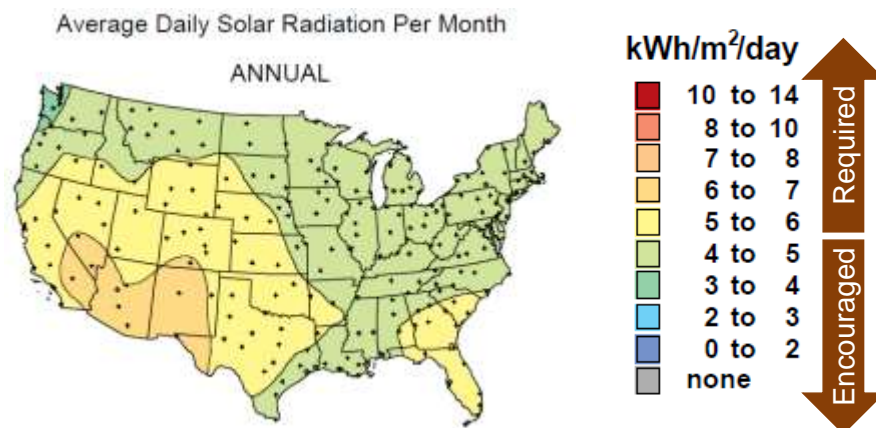 Average Daily Solar Radiation Per Month
ANNUAL
kWh/m²/day
10 to 14
8 to 10
7 to 8
6 to 7
5 to 6
4 to 5
3 to 4
2 to 3
0 to 2
none
Required
Encouraged